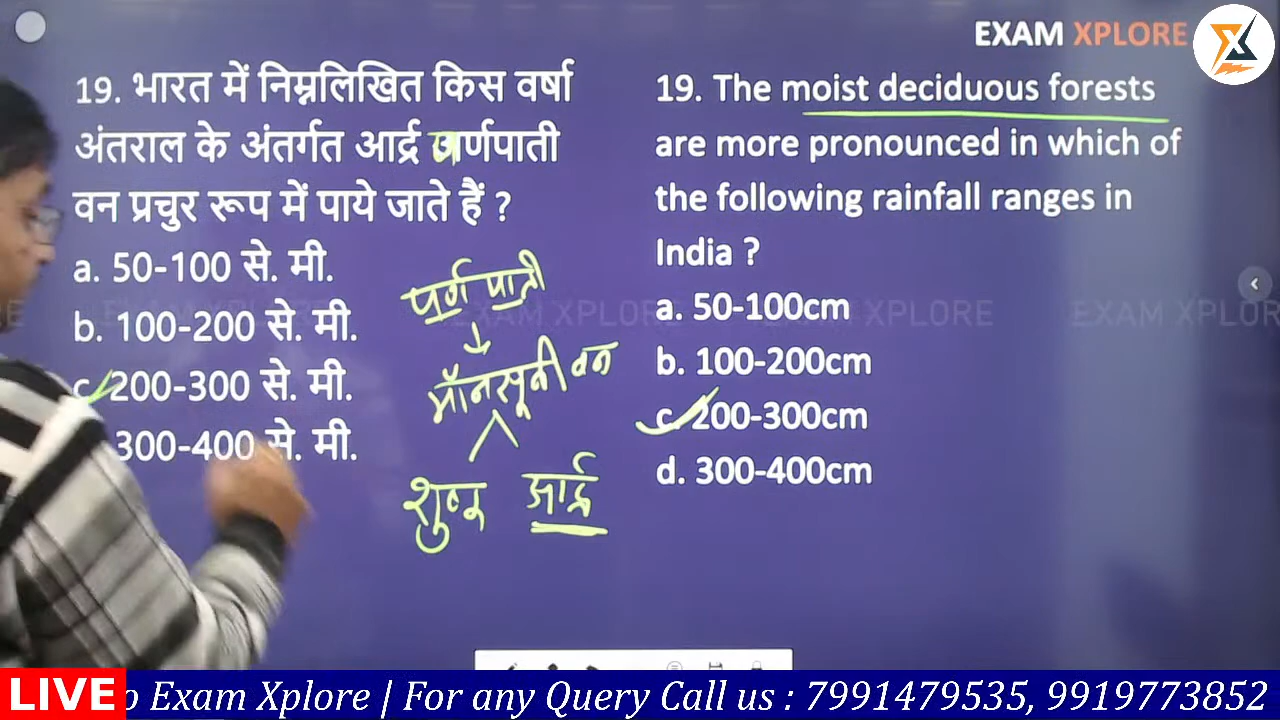 EXAM XPLORE
19. भारत में निम्नलिखित किस वर्षा
अंतराल के अंतर्गत आर्द्र पर्णपाती
वन प्रचुर रूप में पाये जाते हैं ?
a. 50-100 से. मी.
b. 100-200 से. मी.
c 200-300 से. मी.
300-400 से. मी.
पर्ण पाती
मॉनसूनी वन
शुष्क आर्द्र
19. The moist deciduous forests
are more pronounced in which of
the following rainfall ranges in
India ?
a. 50-100cm
b. 100-200cm
c. 200-300cm
d. 300-400cm
EXAM XPLORE
XPLORE
EXAM XPLOR
LIVE
o Exam Xplore | For any Query Call us : 7991479535, 9919773852